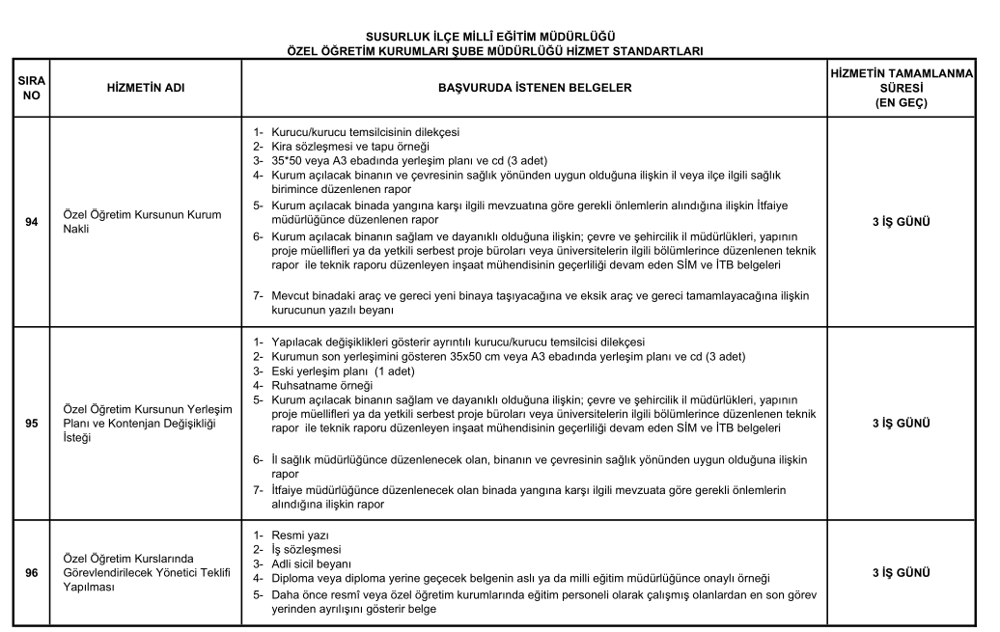 SUSURLUK İLÇE MİLLÎ EĞİTİM MÜDÜRLÜĞÜ
ÖZEL ÖĞRETİM KURUMLARI ŞUBE MÜDÜRLÜĞÜ HİZMET STANDARTLARI
SIRA NO
HİZMETİN ADI
BAŞVURUDA İSTENEN BELGELER
HİZMETİN TAMAMLANMA
SÜRESİ
(EN GEÇ)
94
Özel Öğretim Kursunun Kurum
Nakli
1- Kurucu/kurucu temsilcisinin dilekçesi
2- Kira sözleşmesi ve tapu örneği
3- 35*50 veya A3 ebadında yerleşim planı ve cd (3 adet)
4- Kurum açılacak binanın ve çevresinin sağlık yönünden uygun olduğuna ilişkin il veya ilçe ilgili sağlık
birimince düzenlenen rapor
5- Kurum açılacak binada yangına karşı ilgili mevzuatına göre gerekli önlemlerin alındığına ilişkin İtfaiye
müdürlüğünce düzenlenen rapor
6- Kurum açılacak binanın sağlam ve dayanıklı olduğuna ilişkin; çevre ve şehircilik il müdürlükleri, yapının
proje müellifleri ya da yetkili serbest proje büroları veya üniversitelerin ilgili bölümlerince düzenlenen teknik
rapor ile teknik raporu düzenleyen inşaat mühendisinin geçerliliği devam eden SİM ve İTB belgeleri
7- Mevcut binadaki araç ve gereci yeni binaya taşıyacağına ve eksik araç ve gereci tamamlayacağına ilişkin
kurucunun yazılı beyanı
3 İŞ GÜNÜ
95
Özel Öğretim Kursunun Yerleşim
Planı ve Kontenjan Değişikliği
İsteği
1- Yapılacak değişiklikleri gösterir ayrıntılı kurucu/kurucu temsilcisi dilekçesi
2- Kurumun son yerleşimini gösteren 35x50 cm veya A3 ebadında yerleşim planı ve cd (3 adet)
3- Eski yerleşim planı (1 adet)
4- Ruhsatname örneği
5- Kurum açılacak binanın sağlam ve dayanıklı olduğuna ilişkin; çevre ve şehircilik il müdürlükleri, yapının
proje müellifleri ya da yetkili serbest proje büroları veya üniversitelerin ilgili bölümlerince düzenlenen teknik
rapor ile teknik raporu düzenleyen inşaat mühendisinin geçerliliği devam eden SİM ve İTB belgeleri
6- İl sağlık müdürlüğünce düzenlenecek olan, binanın ve çevresinin sağlık yönünden uygun olduğuna ilişkin
rapor
7- İtfaiye müdürlüğünce düzenlenecek olan binada yangına karşı ilgili mevzuata göre gerekli önlemlerin
alındığına ilişkin rapor
3 İŞ GÜNÜ
96
Özel Öğretim Kurslarında
Görevlendirilecek Yönetici Teklifi
Yapılması
1- Resmi yazı
2- İş sözleşmesi
3- Adli sicil beyanı
4- Diploma veya diploma yerine geçecek belgenin aslı ya da milli eğitim müdürlüğünce onaylı örneği
5- Daha önce resmî veya özel öğretim kurumlarında eğitim personeli olarak çalışmış olanlardan en son görev
yerinden ayrılışını gösterir belge
3 İŞ GÜNÜ